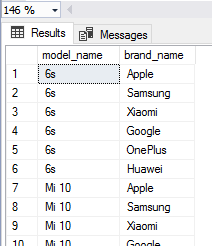 146 %
Results Messages
model_name brand_name
1 6s Apple
2 6s Samsung
3 6s Xiaomi
4 6s Google
5 6s OnePlus
6 6s Huawei
7 Mi 10 Apple
8 Mi 10 Samsung
9 Mi 10 Xiaomi
10 Mi 10 Google